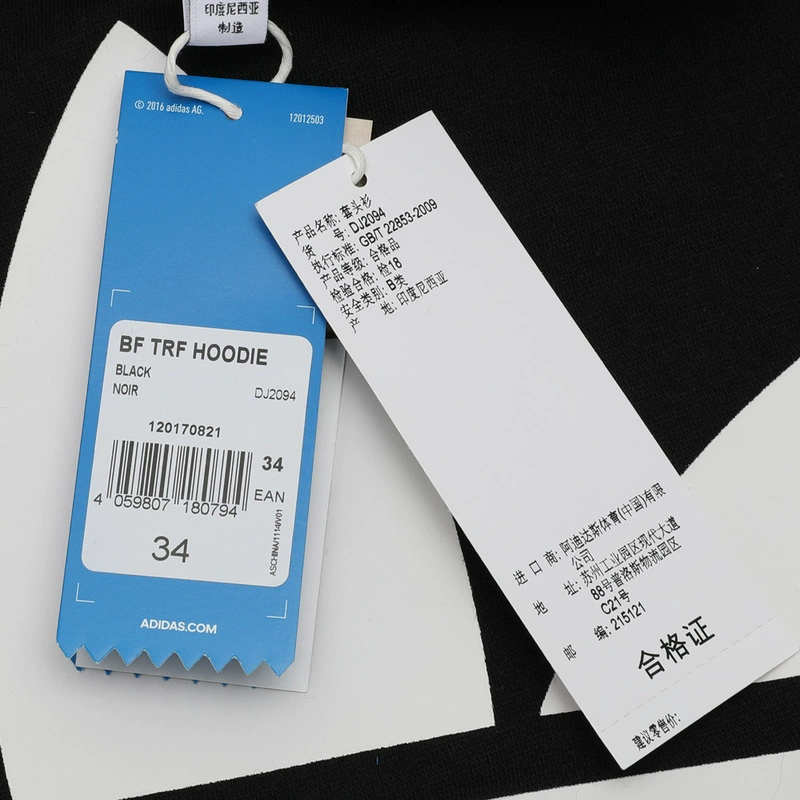 印度尼西亚
制造
© 2016 adidas AG.
12012503
BF TRF HOODIE
BLACK
NOIR
DJ2094
120170821
34
EAN
4 059807 180794
34
ASCHINA/1114/V01
ADIDAS.COM
产品名称: 套头衫
货 号: DJ2094
执行标准: GB/T 22853-2009
产品等级: 合格品
检验合格: 检18
安全类别: B类
产 地: 印度尼西亚
进 口 商: 阿迪达斯体育(中国)有限
公司
地 址: 苏州工业园区现代大道
88号普洛斯物流园区
C21号
邮 编: 215121
合格证
建议零售价: